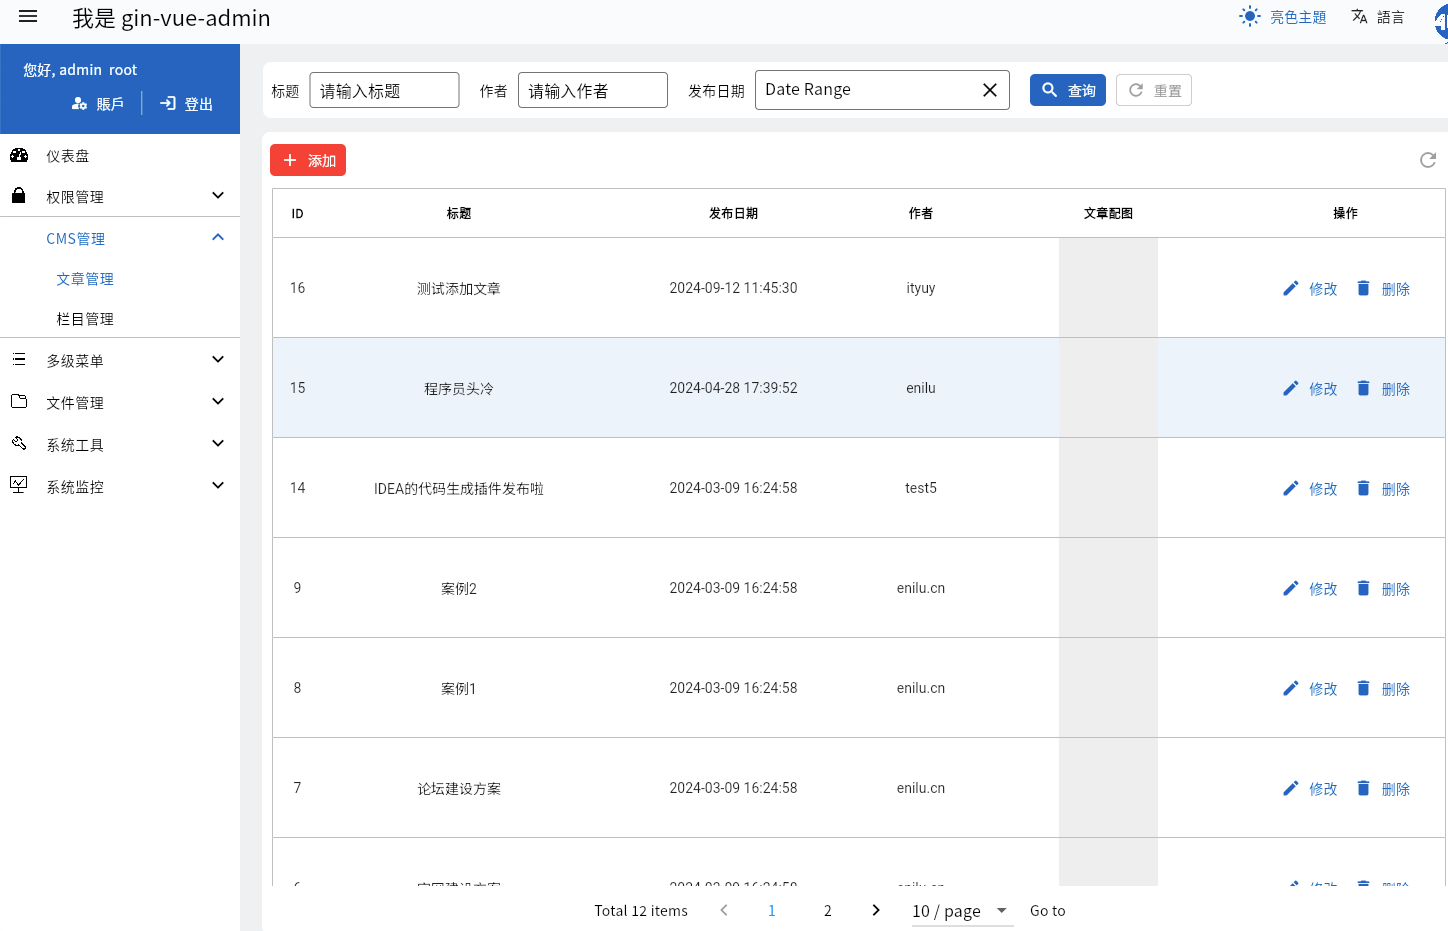 我是 gin-vue-admin
亮色主題
語言
您好, admin root
賬戶
登出
仪表盘
权限管理
CMS管理
文章管理
栏目管理
多级菜单
文件管理
系统工具
系统监控
标题 请输入标题 作者 请输入作者 发布日期 Date Range 查询 重置
添加
ID 标题 发布日期 作者 文章配图 操作
16 测试添加文章 2024-09-12 11:45:30 ityuy 修改 删除
15 程序员头冷 2024-04-28 17:39:52 enilu 修改 删除
14 IDEA的代码生成插件发布啦 2024-03-09 16:24:58 test5 修改 删除
9 案例2 2024-03-09 16:24:58 enilu.cn 修改 删除
8 案例1 2024-03-09 16:24:58 enilu.cn 修改 删除
7 论坛建设方案 2024-03-09 16:24:58 enilu.cn 修改 删除
Total 12 items 1 2 10 / page Go to